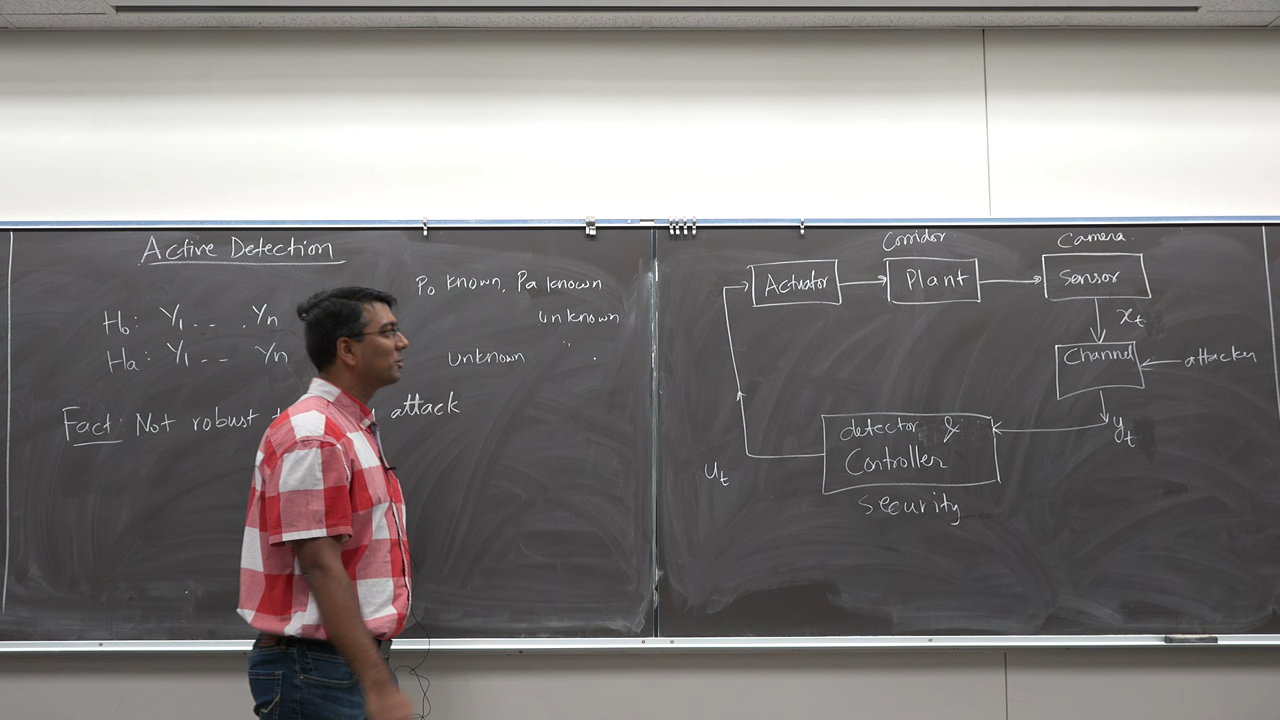 Active Detection
P0 known, Pa known
unknown
H0: Y1 .. . Yn
Ha: Y1 .. Yn
unknown " .
Fact: Not robust t attack
Corridor
Camera.
Actuator
Plant
Sensor
xt
Channel
attacker
yt
detector &
Controller
ut
security